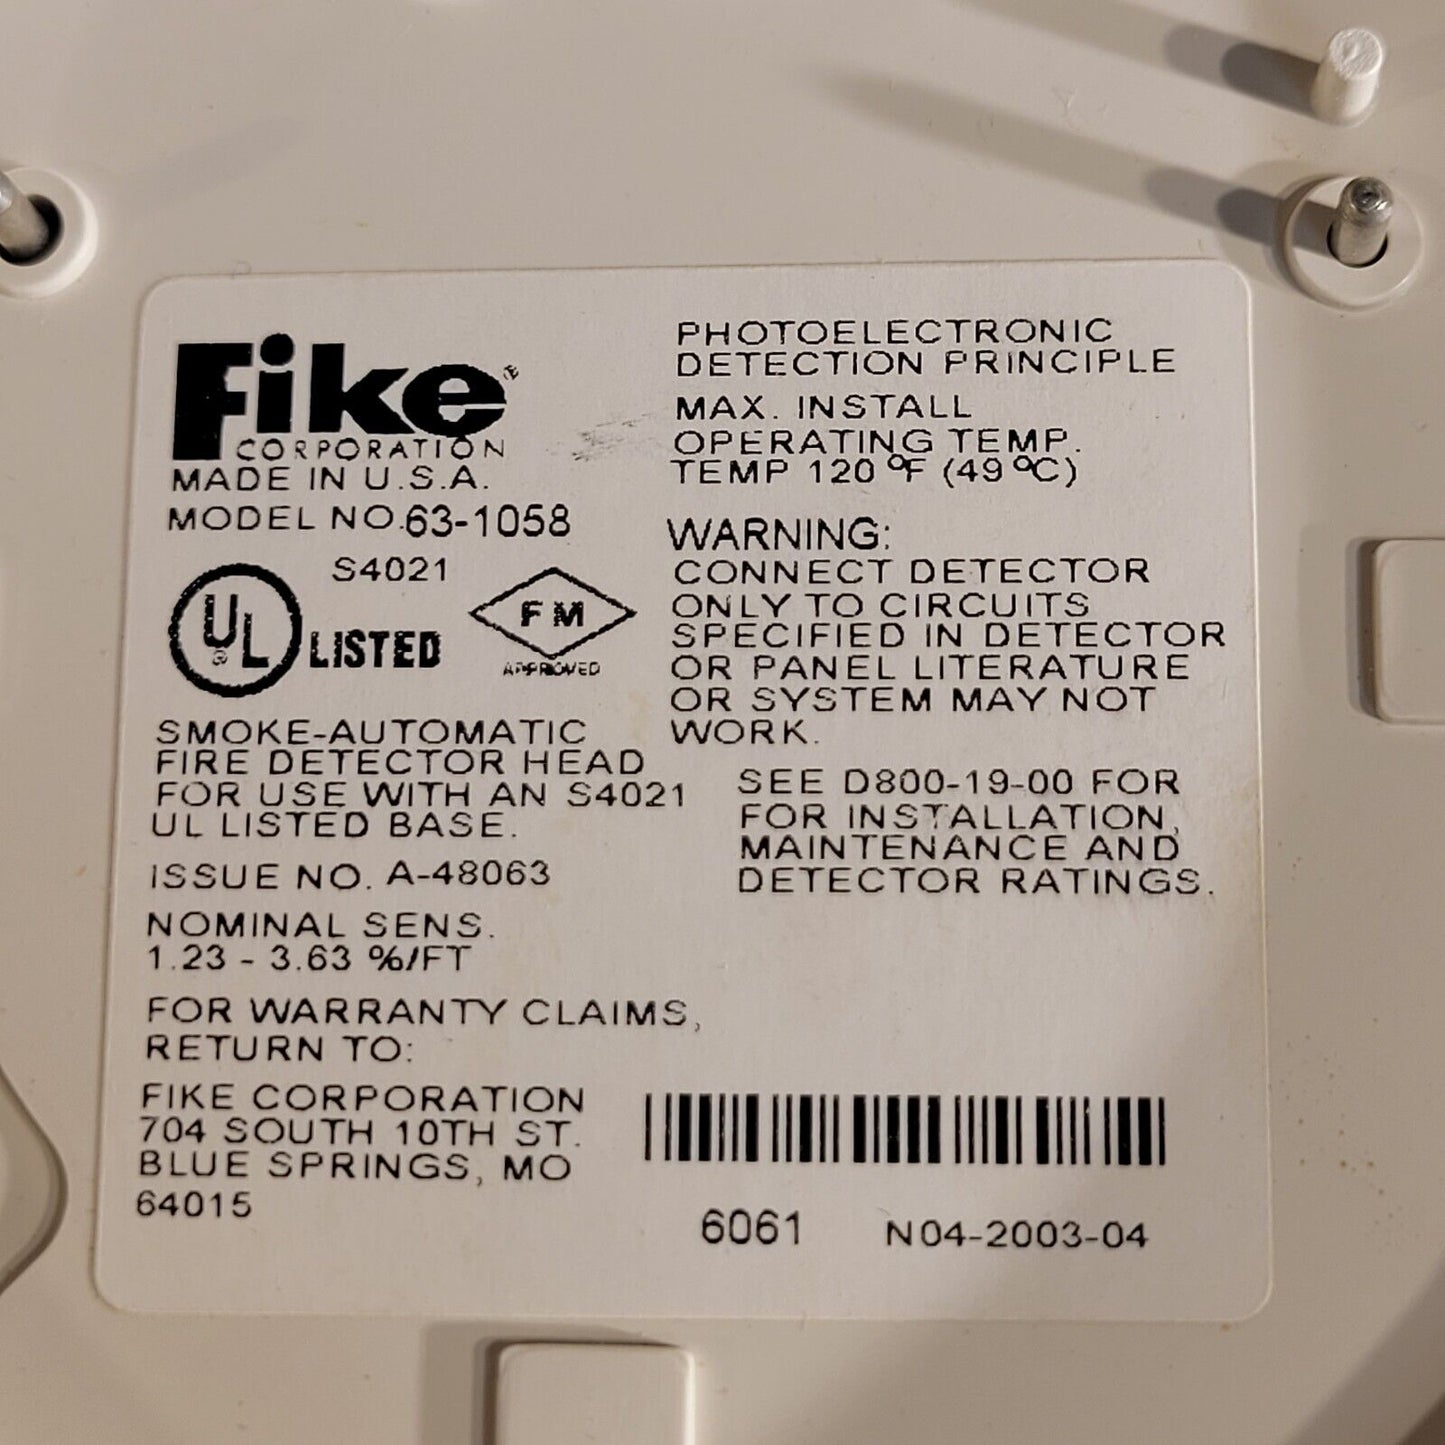 Fike®
CORPORATION
MADE IN U.S.A.
MODEL NO.63-1058
S4021
UL® LISTED
FM
APPROVED
SMOKE-AUTOMATIC
FIRE DETECTOR HEAD
FOR USE WITH AN S4021
UL LISTED BASE.
ISSUE NO. A-48063
NOMINAL SENS.
1.23 - 3.63 %/FT
FOR WARRANTY CLAIMS,
RETURN TO:
FIKE CORPORATION
704 SOUTH 10TH ST.
BLUE SPRINGS, MO
64015
PHOTOELECTRONIC
DETECTION PRINCIPLE
MAX. INSTALL
OPERATING TEMP.
TEMP 120 ºF (49 ºC)
WARNING:
CONNECT DETECTOR
ONLY TO CIRCUITS
SPECIFIED IN DETECTOR
OR PANEL LITERATURE
OR SYSTEM MAY NOT
WORK.
SEE D800-19-00 FOR
FOR INSTALLATION,
MAINTENANCE AND
DETECTOR RATINGS.
6061 N04-2003-04